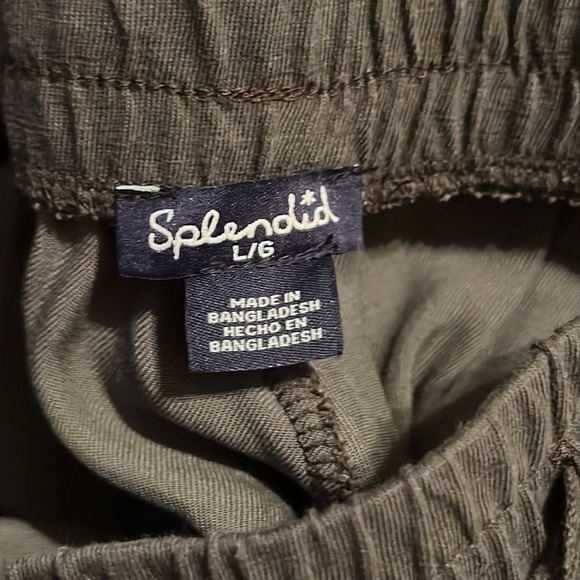 Splendid
L/G
MADE IN
BANGLADESH
HECHO EN
BANGLADESH